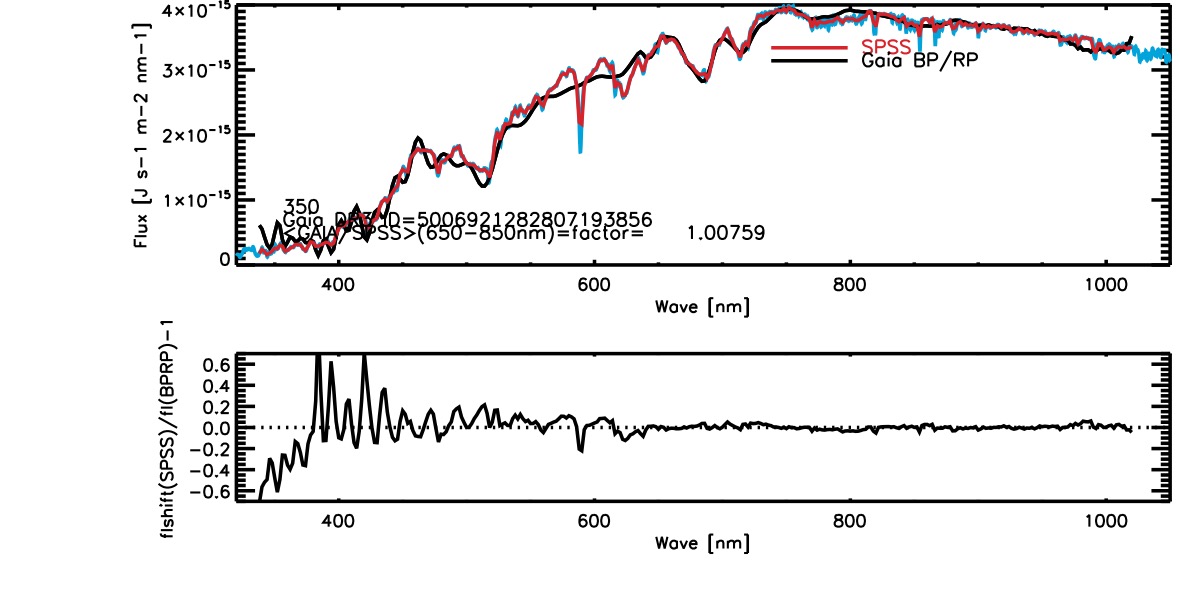 4×10−15
3×10−15
2×10−15
1×10−15
0
Flux [J s−1 m−2 nm−1]
SPSS
Gaia BP/RP
350
Gaia DR3 ID=5006921282807193856
<GAIA/SPSS>(650−850nm)=factor= 1.00759
400 600 800 1000
Wave [nm]
flshift(SPSS)/fl(BPRP)−1
0.6
0.4
0.2
0.0
−0.2
−0.4
−0.6
400 600 800 1000
Wave [nm]